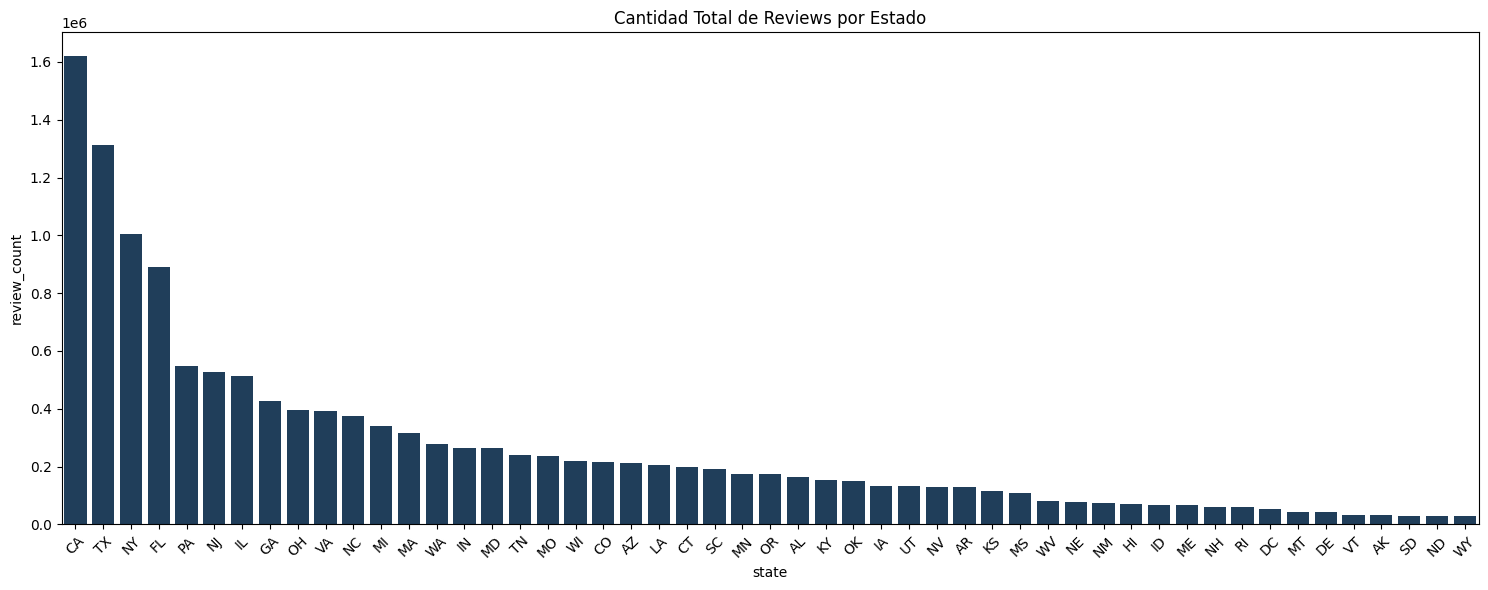 Cantidad Total de Reviews por Estado
1e6
1.6
1.4
1.2
1.0
0.8
0.6
0.4
0.2
0.0
review_count
CA TX NY FL PA NJ IL GA OH VA NC MI MA WA IN MD TN MO WI CO AZ LA CT SC MN OR AL KY OK IA UT NV AR KS MS WV NE NM HI ID ME NH RI DC MT DE VT AK SD ND WY
state